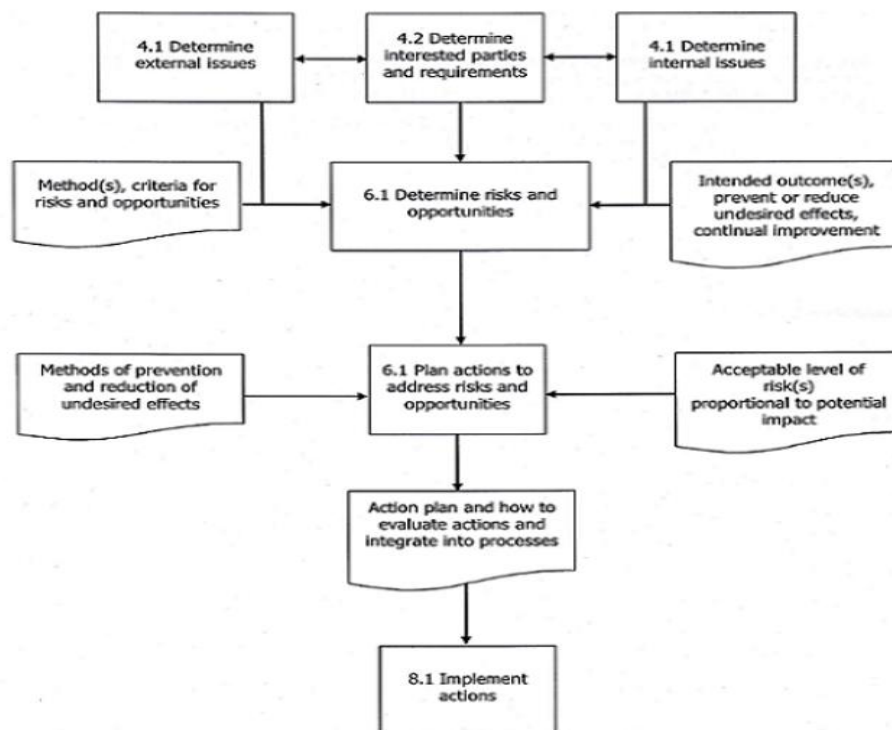 4.1 Determine
external issues
4.2 Determine
interested parties
and requirements
4.1 Determine
internal issues
Method(s), criteria for
risks and opportunities
6.1 Determine risks and
opportunities
Intended outcome(s),
prevent or reduce
undesired effects,
continual improvement
Methods of prevention
and reduction of
undesired effects
6.1 Plan actions to
address risks and
opportunities
Acceptable level of
risk(s)
proportional to potential
impact
Action plan and how to
evaluate actions and
integrate into processes
8.1 Implement
actions